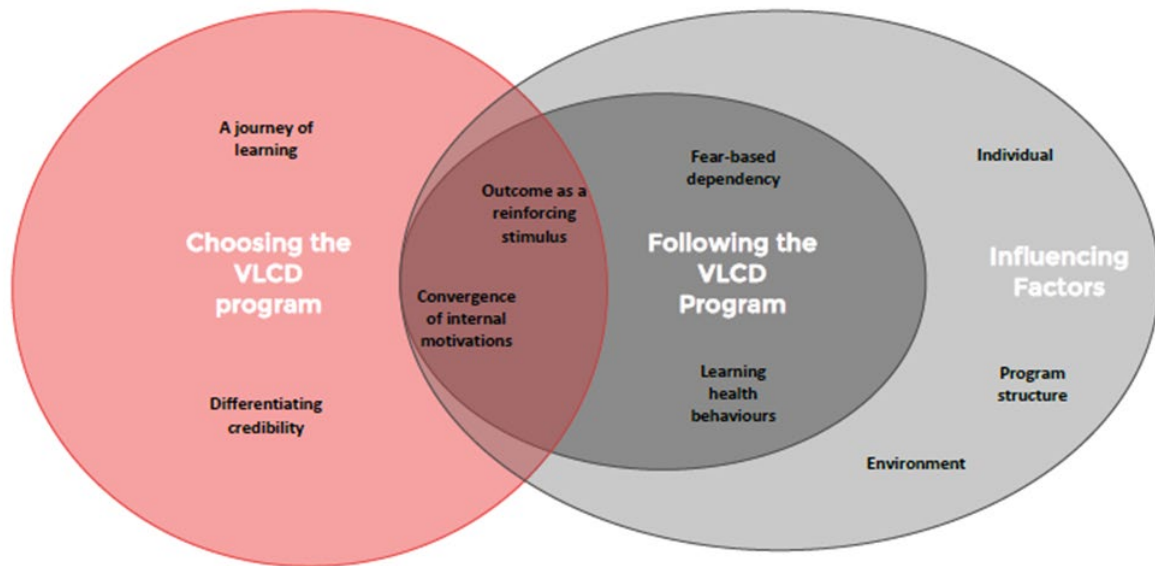 A journey of
learning
Choosing the
VLCD
program
Differentiating
credibility
Outcome as a
reinforcing
stimulus
Convergence
of internal
motivations
Fear-based
dependency
Following the
VLCD
Program
Learning
health
behaviours
Individual
Influencing
Factors
Program
structure
Environment